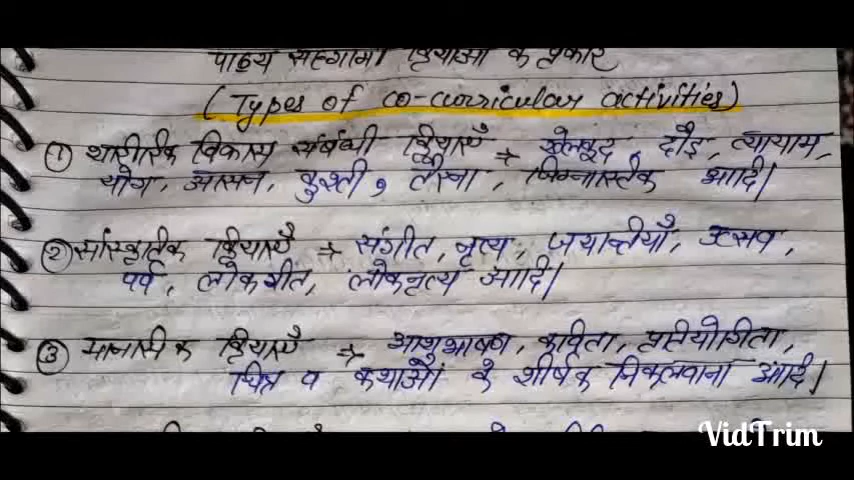 पाठ्य सहगामी क्रियाओं के प्रकार
(Types of co-curricular activities)
① शारीरिक विकास संबंधी क्रियाएँ → खेलकूद, दौड़, व्यायाम,
योग, आसन, कुश्ती, तैरना, जिम्नास्टिक आदि।
② सांस्कृतिक क्रियाएँ → संगीत, नृत्य, जयन्तीयाँ, उत्सव,
पर्व, लोकगीत, लोकनृत्य आदि।
③ मानसिक क्रियाएँ → आशुभाषण, कविता, प्रतियोगिता,
चित्र व कथाओं के शीर्षक निकलवाना आदि।
VidTrim